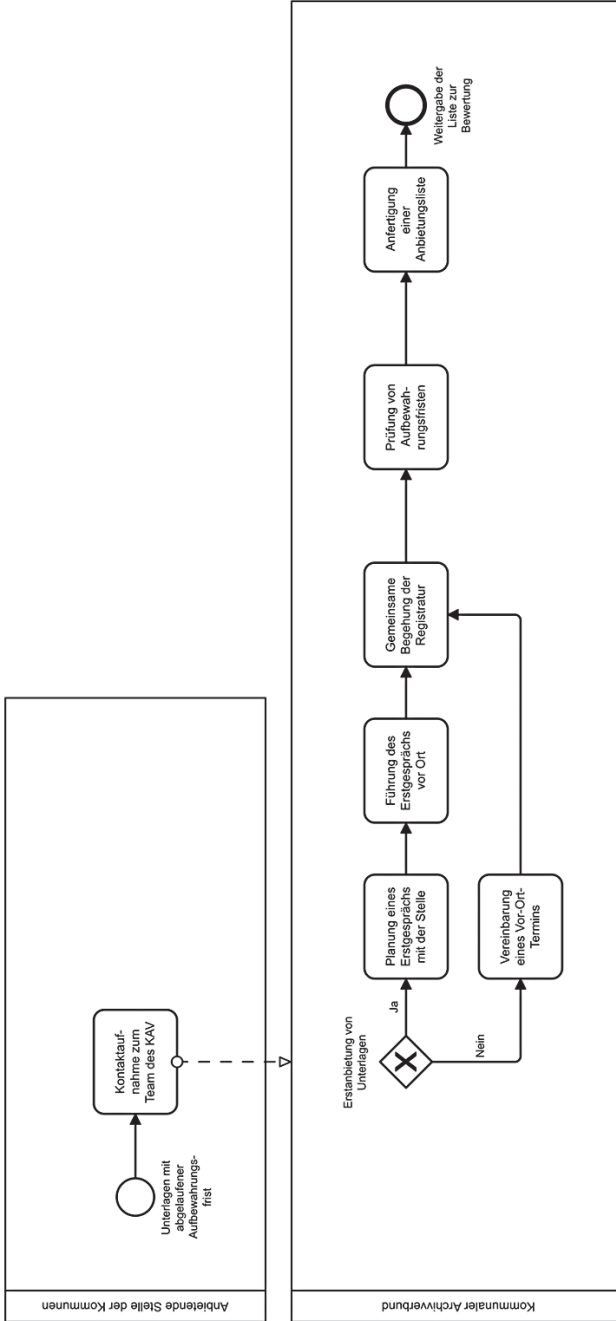 Anbietende Stelle der Kommunen
Unterlagen mit
abgelaufener
Aufbewahrungs-
frist
Kontaktauf-
nahme zum
Team des KAV
Kommunaler Archivverbund
Erstanbietung von
Unterlagen
Ja
Nein
Planung eines
Erstgesprächs
mit der Stelle
Vereinbarung
eines Vor-Ort-
Termins
Führung des
Erstgesprächs
vor Ort
Gemeinsame
Begehung der
Registratur
Prüfung von
Aufbewah-
rungsfristen
Anfertigung
einer
Anbietungsliste
Weitergabe der
Liste zur
Bewertung